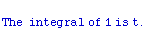 The integral of 1 is t.